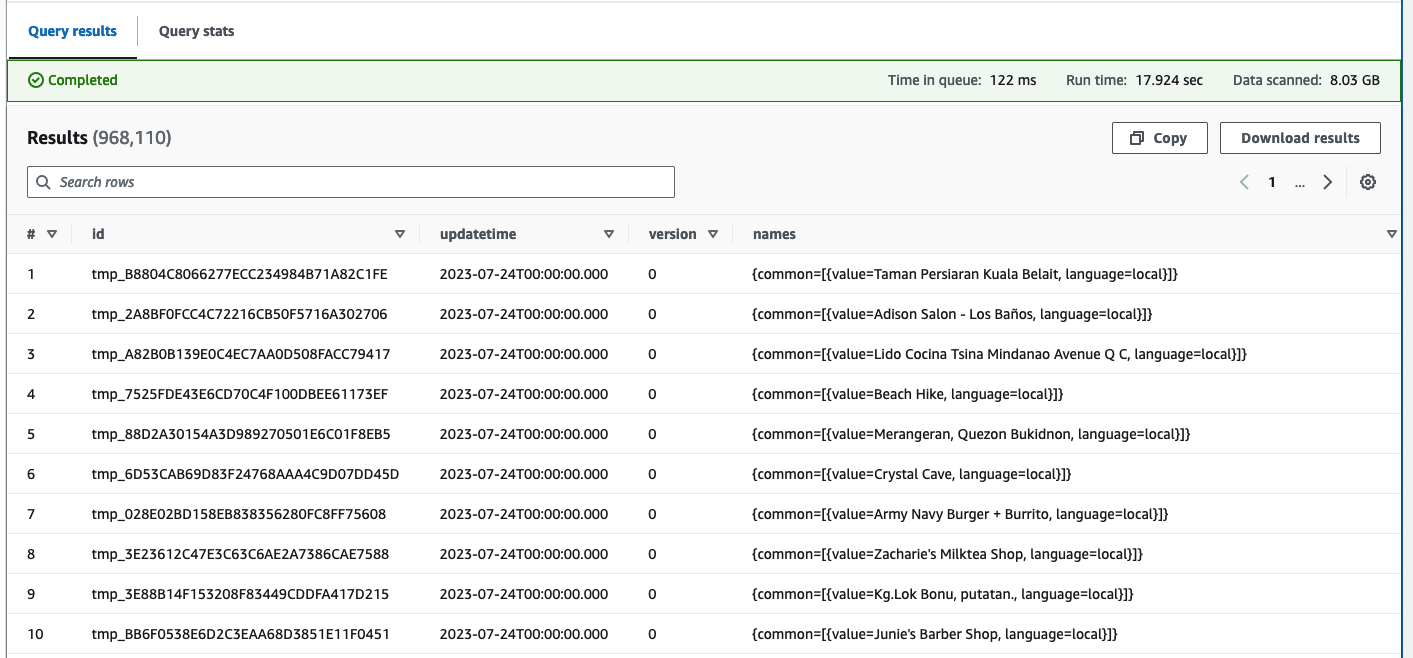 Query results Query stats
Completed Time in queue: 122 ms Run time: 17.924 sec Data scanned: 8.03 GB
Results (968,110) Copy Download results
Search rows 1 ...
# id updatetime version names
1 tmp_B8804C8066277ECC234984B71A82C1FE 2023-07-24T00:00:00.000 0 {common=[{value=Taman Persiaran Kuala Belait, language=local}]}
2 tmp_2A8BF0FCC4C72216CB50F5716A302706 2023-07-24T00:00:00.000 0 {common=[{value=Adison Salon - Los Baños, language=local}]}
3 tmp_A82B0B139E0C4EC7AA0D508FACC79417 2023-07-24T00:00:00.000 0 {common=[{value=Lido Cocina Tsina Mindanao Avenue Q C, language=local}]}
4 tmp_7525FDE43E6CD70C4F100DBEE61173EF 2023-07-24T00:00:00.000 0 {common=[{value=Beach Hike, language=local}]}
5 tmp_88D2A30154A3D989270501E6C01F8EB5 2023-07-24T00:00:00.000 0 {common=[{value=Merangeran, Quezon Bukidnon, language=local}]}
6 tmp_6D53CAB69D83F24768AAA4C9D07DD45D 2023-07-24T00:00:00.000 0 {common=[{value=Crystal Cave, language=local}]}
7 tmp_028E02BD158EB838356280FC8FF75608 2023-07-24T00:00:00.000 0 {common=[{value=Army Navy Burger + Burrito, language=local}]}
8 tmp_3E23612C47E3C63C6AE2A7386CAE7588 2023-07-24T00:00:00.000 0 {common=[{value=Zacharie's Milktea Shop, language=local}]}
9 tmp_3E88B14F153208F83449CDDFA417D215 2023-07-24T00:00:00.000 0 {common=[{value=Kg.Lok Bonu, putatan., language=local}]}
10 tmp_BB6F0538E6D2C3EAA68D3851E11F0451 2023-07-24T00:00:00.000 0 {common=[{value=Junie's Barber Shop, language=local}]}